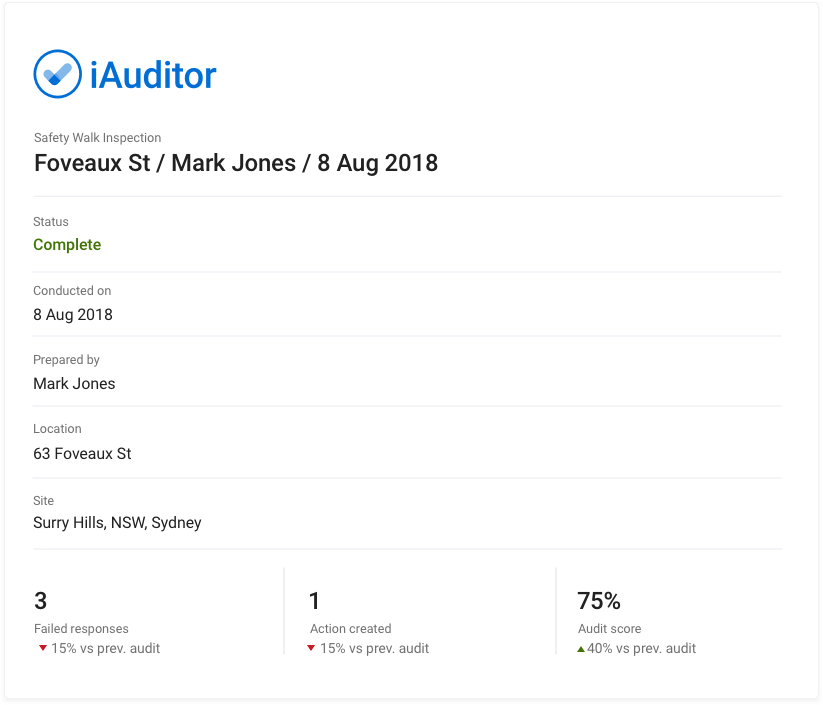 iAuditor
Safety Walk Inspection
Foveaux St / Mark Jones / 8 Aug 2018
Status
Complete
Conducted on
8 Aug 2018
Prepared by
Mark Jones
Location
63 Foveaux St
Site
Surry Hills, NSW, Sydney
3
Failed responses
15% vs prev. audit
1
Action created
15% vs prev. audit
75%
Audit score
40% vs prev. audit